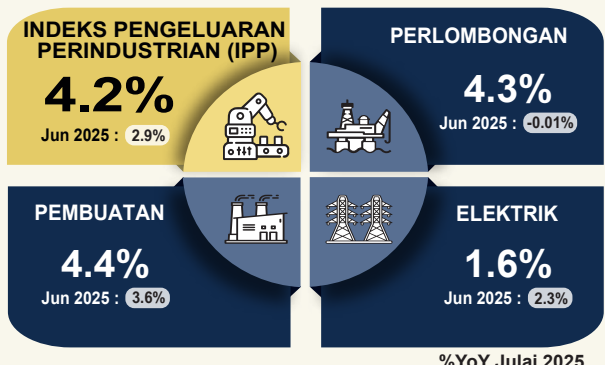 INDEKS PENGELUARAN
PERINDUSTRIAN (IPP)
4.2%
Jun 2025 : 2.9%
PERLOMBONGAN
4.3%
Jun 2025 : -0.01%
PEMBUATAN
4.4%
Jun 2025 : 3.6%
ELEKTRIK
1.6%
Jun 2025 : 2.3%
%YoY Julai 2025